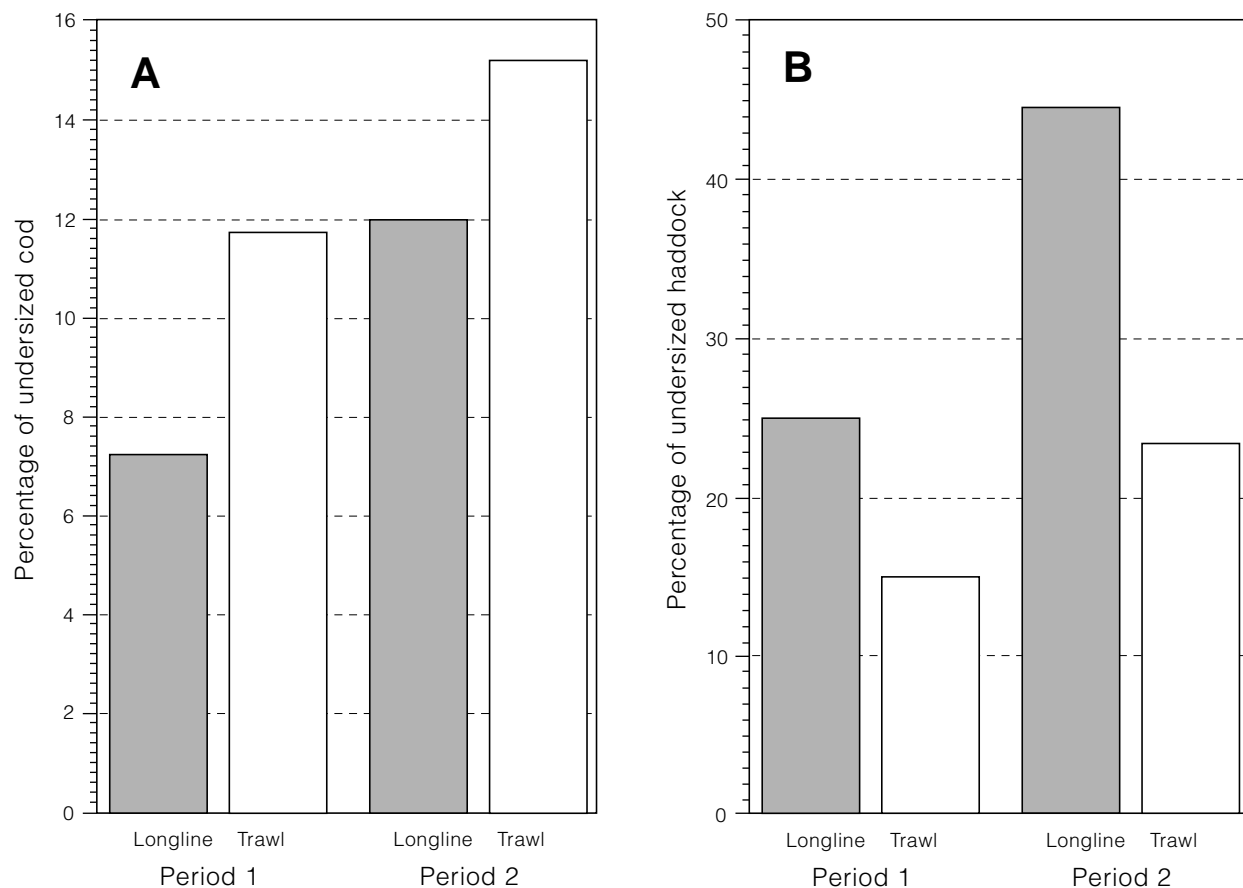 A
Percentage of undersized cod
16
14
12
10
8
6
4
2
0
Longline Trawl Longline Trawl
Period 1 Period 2
B
Percentage of undersized haddock
50
40
30
20
10
0
Longline Trawl Longline Trawl
Period 1 Period 2